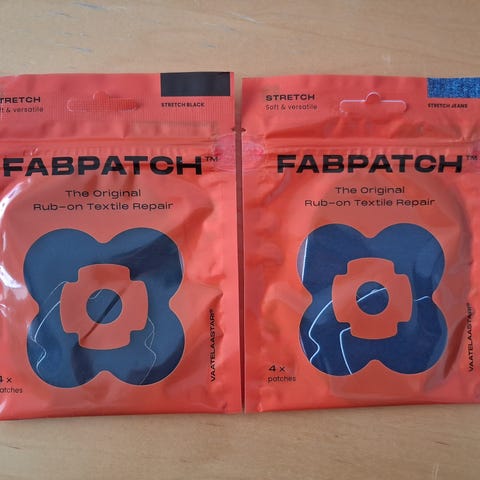 STRETCH
Soft & versatile
STRETCH BLACK
FABPATCH™
The Original
Rub-on Textile Repair
4 x
patches
VAATELAASTARI®
STRETCH
Soft & versatile
STRETCH JEANS
FABPATCH™
The Original
Rub-on Textile Repair
4 x
patches
VAATELAASTARI®